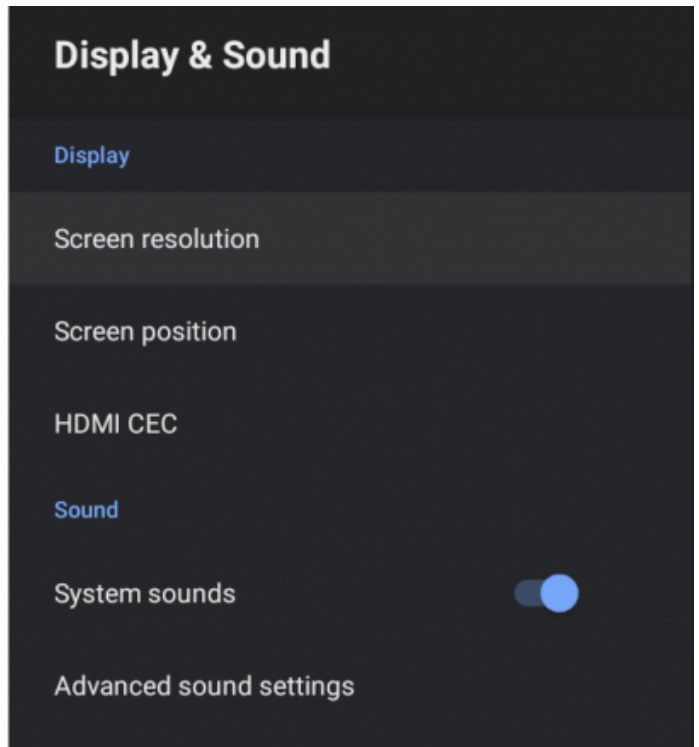 Display & Sound
Display
Screen resolution
Screen position
HDMI CEC
Sound
System sounds
Advanced sound settings